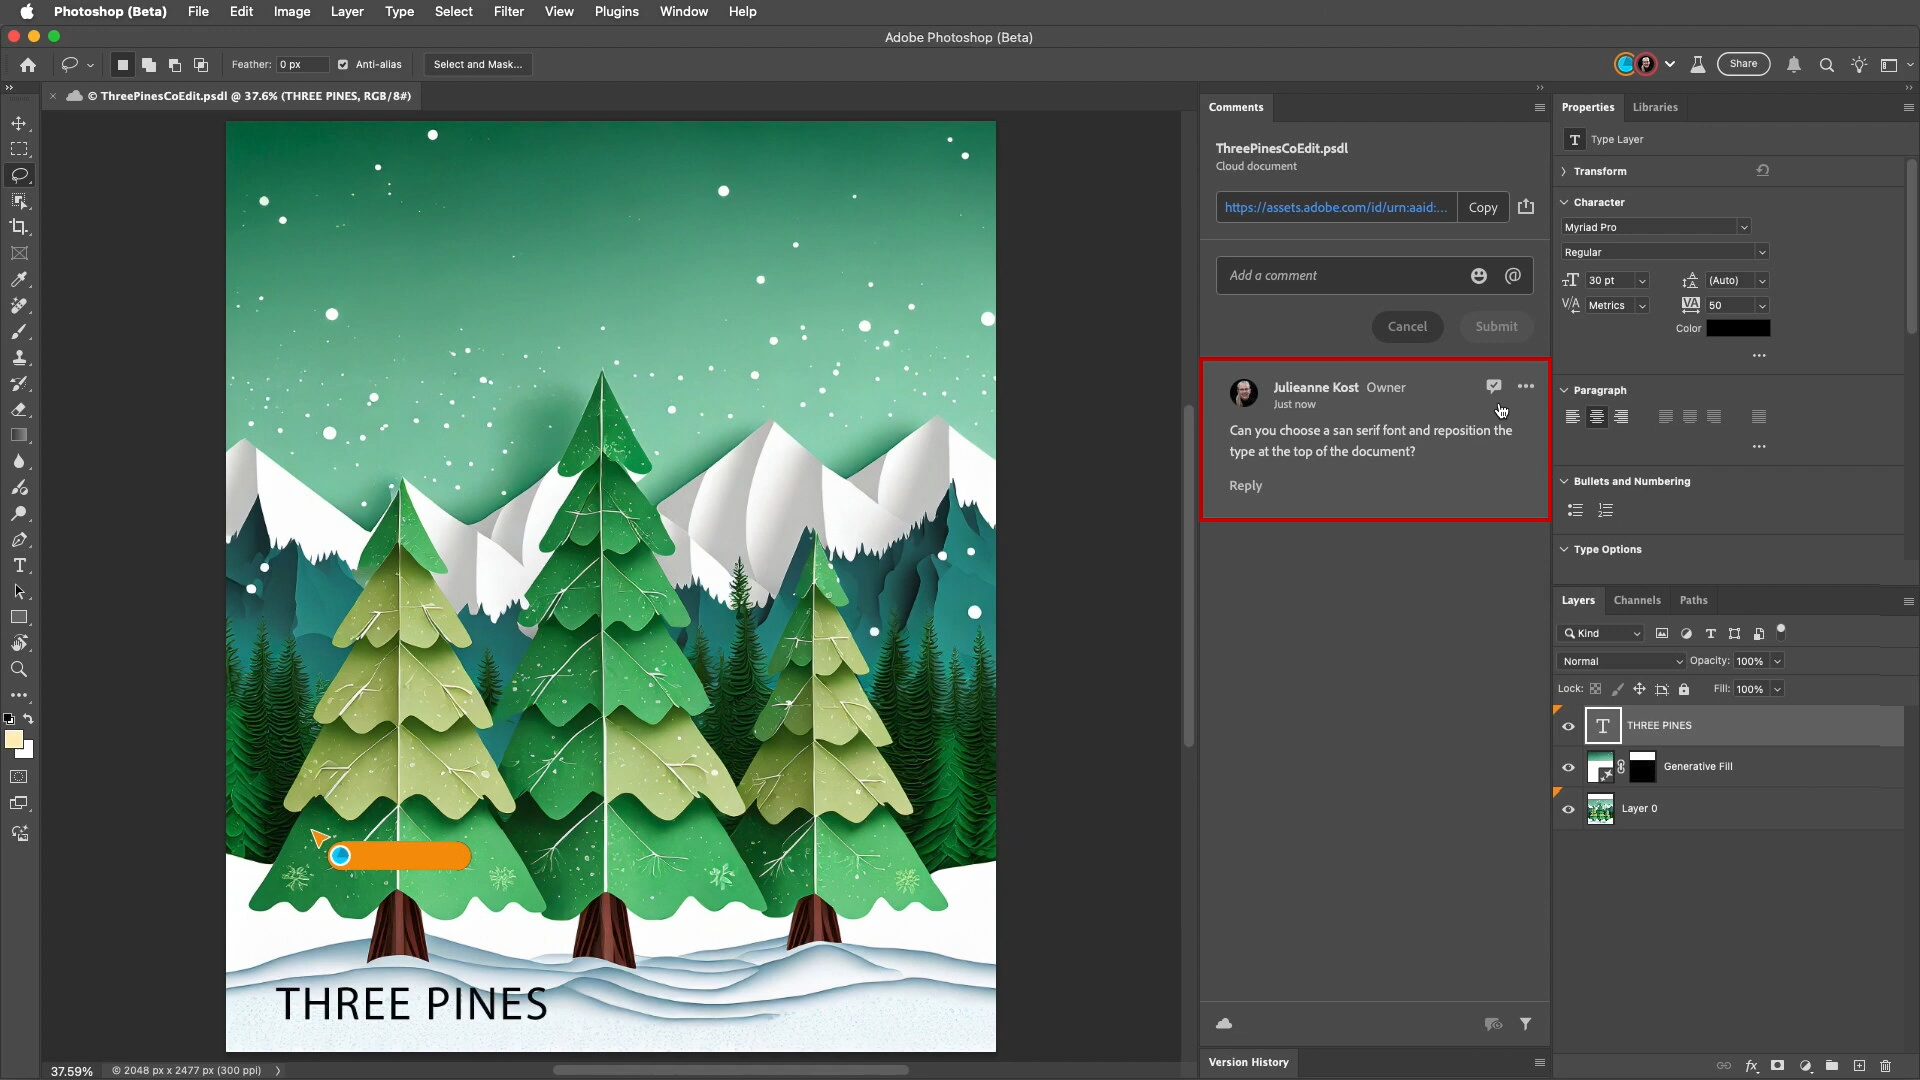 Photoshop (Beta) File Edit Image Layer Type Select Filter View Plugins Window Help
Adobe Photoshop (Beta)
Feather: 0 px Anti-alias Select and Mask... Share
× © ThreePinesCoEdit.psdl @ 37.6% (THREE PINES, RGB/8#)
THREE PINES
37.59% © 2048 px x 2477 px (300 ppi)
Comments
ThreePinesCoEdit.psdl
Cloud document
https://assets.adobe.com/id/urn:aaid:... Copy
Add a comment @
Cancel Submit
Julieanne Kost Owner
Just now
Can you choose a san serif font and reposition the
type at the top of the document?
Reply
Version History
Properties Libraries
T Type Layer
Transform
Character
Myriad Pro
Regular
30 pt (Auto)
Metrics 50
Color
Paragraph
Bullets and Numbering
Type Options
Layers Channels Paths
Kind
Normal Opacity: 100%
Lock: Fill: 100%
T THREE PINES
Generative Fill
Layer 0
fx